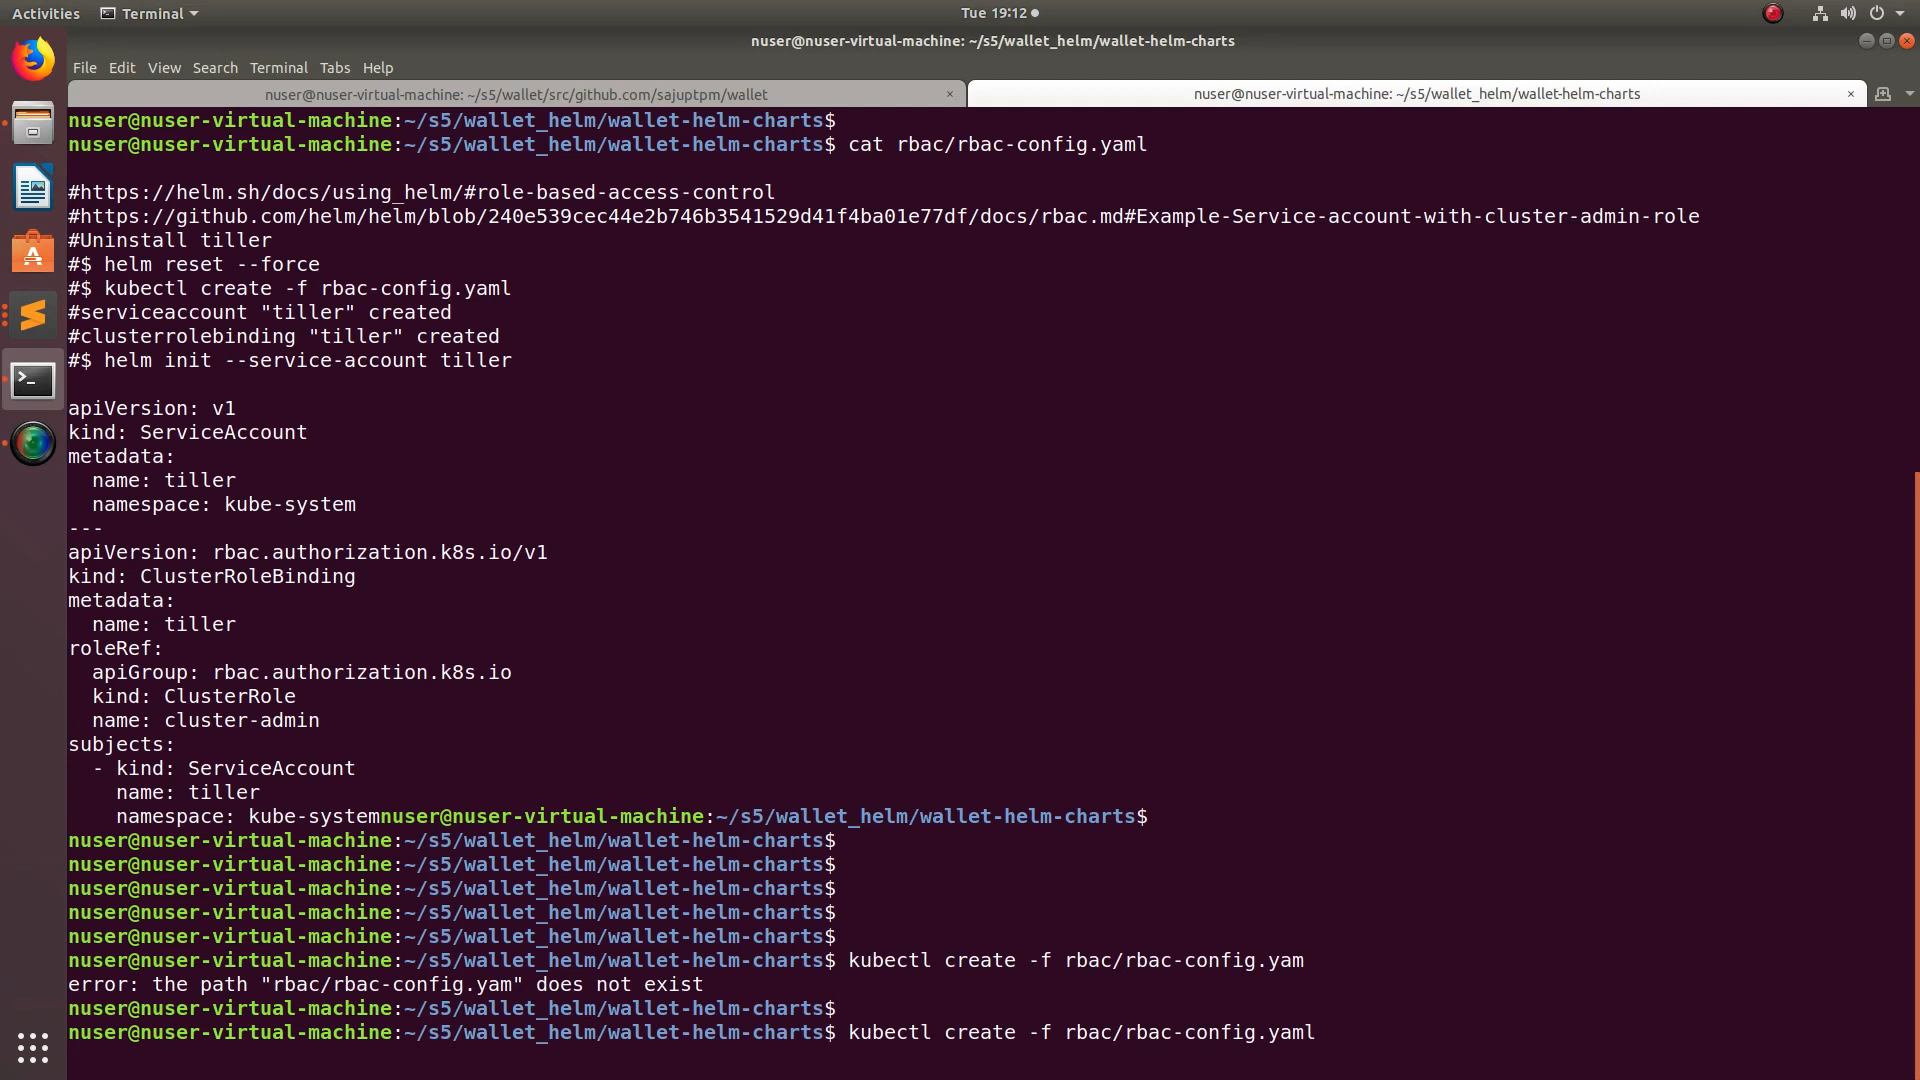 Activities Terminal Tue 19:12
nuser@nuser-virtual-machine: ~/s5/wallet_helm/wallet-helm-charts
File Edit View Search Terminal Tabs Help
nuser@nuser-virtual-machine: ~/s5/wallet/src/github.com/sajuptpm/wallet × nuser@nuser-virtual-machine: ~/s5/wallet_helm/wallet-helm-charts ×
nuser@nuser-virtual-machine:~/s5/wallet_helm/wallet-helm-charts$
nuser@nuser-virtual-machine:~/s5/wallet_helm/wallet-helm-charts$ cat rbac/rbac-config.yaml
#https://helm.sh/docs/using_helm/#role-based-access-control
#https://github.com/helm/helm/blob/240e539cec44e2b746b3541529d41f4ba01e77df/docs/rbac.md#Example-Service-account-with-cluster-admin-role
#Uninstall tiller
#$ helm reset --force
#$ kubectl create -f rbac-config.yaml
#serviceaccount "tiller" created
#clusterrolebinding "tiller" created
#$ helm init --service-account tiller
apiVersion: v1
kind: ServiceAccount
metadata:
  name: tiller
  namespace: kube-system
---
apiVersion: rbac.authorization.k8s.io/v1
kind: ClusterRoleBinding
metadata:
  name: tiller
roleRef:
  apiGroup: rbac.authorization.k8s.io
  kind: ClusterRole
  name: cluster-admin
subjects:
  - kind: ServiceAccount
    name: tiller
    namespace: kube-systemnuser@nuser-virtual-machine:~/s5/wallet_helm/wallet-helm-charts$
nuser@nuser-virtual-machine:~/s5/wallet_helm/wallet-helm-charts$
nuser@nuser-virtual-machine:~/s5/wallet_helm/wallet-helm-charts$
nuser@nuser-virtual-machine:~/s5/wallet_helm/wallet-helm-charts$
nuser@nuser-virtual-machine:~/s5/wallet_helm/wallet-helm-charts$
nuser@nuser-virtual-machine:~/s5/wallet_helm/wallet-helm-charts$
nuser@nuser-virtual-machine:~/s5/wallet_helm/wallet-helm-charts$ kubectl create -f rbac/rbac-config.yam
error: the path "rbac/rbac-config.yam" does not exist
nuser@nuser-virtual-machine:~/s5/wallet_helm/wallet-helm-charts$
nuser@nuser-virtual-machine:~/s5/wallet_helm/wallet-helm-charts$ kubectl create -f rbac/rbac-config.yaml